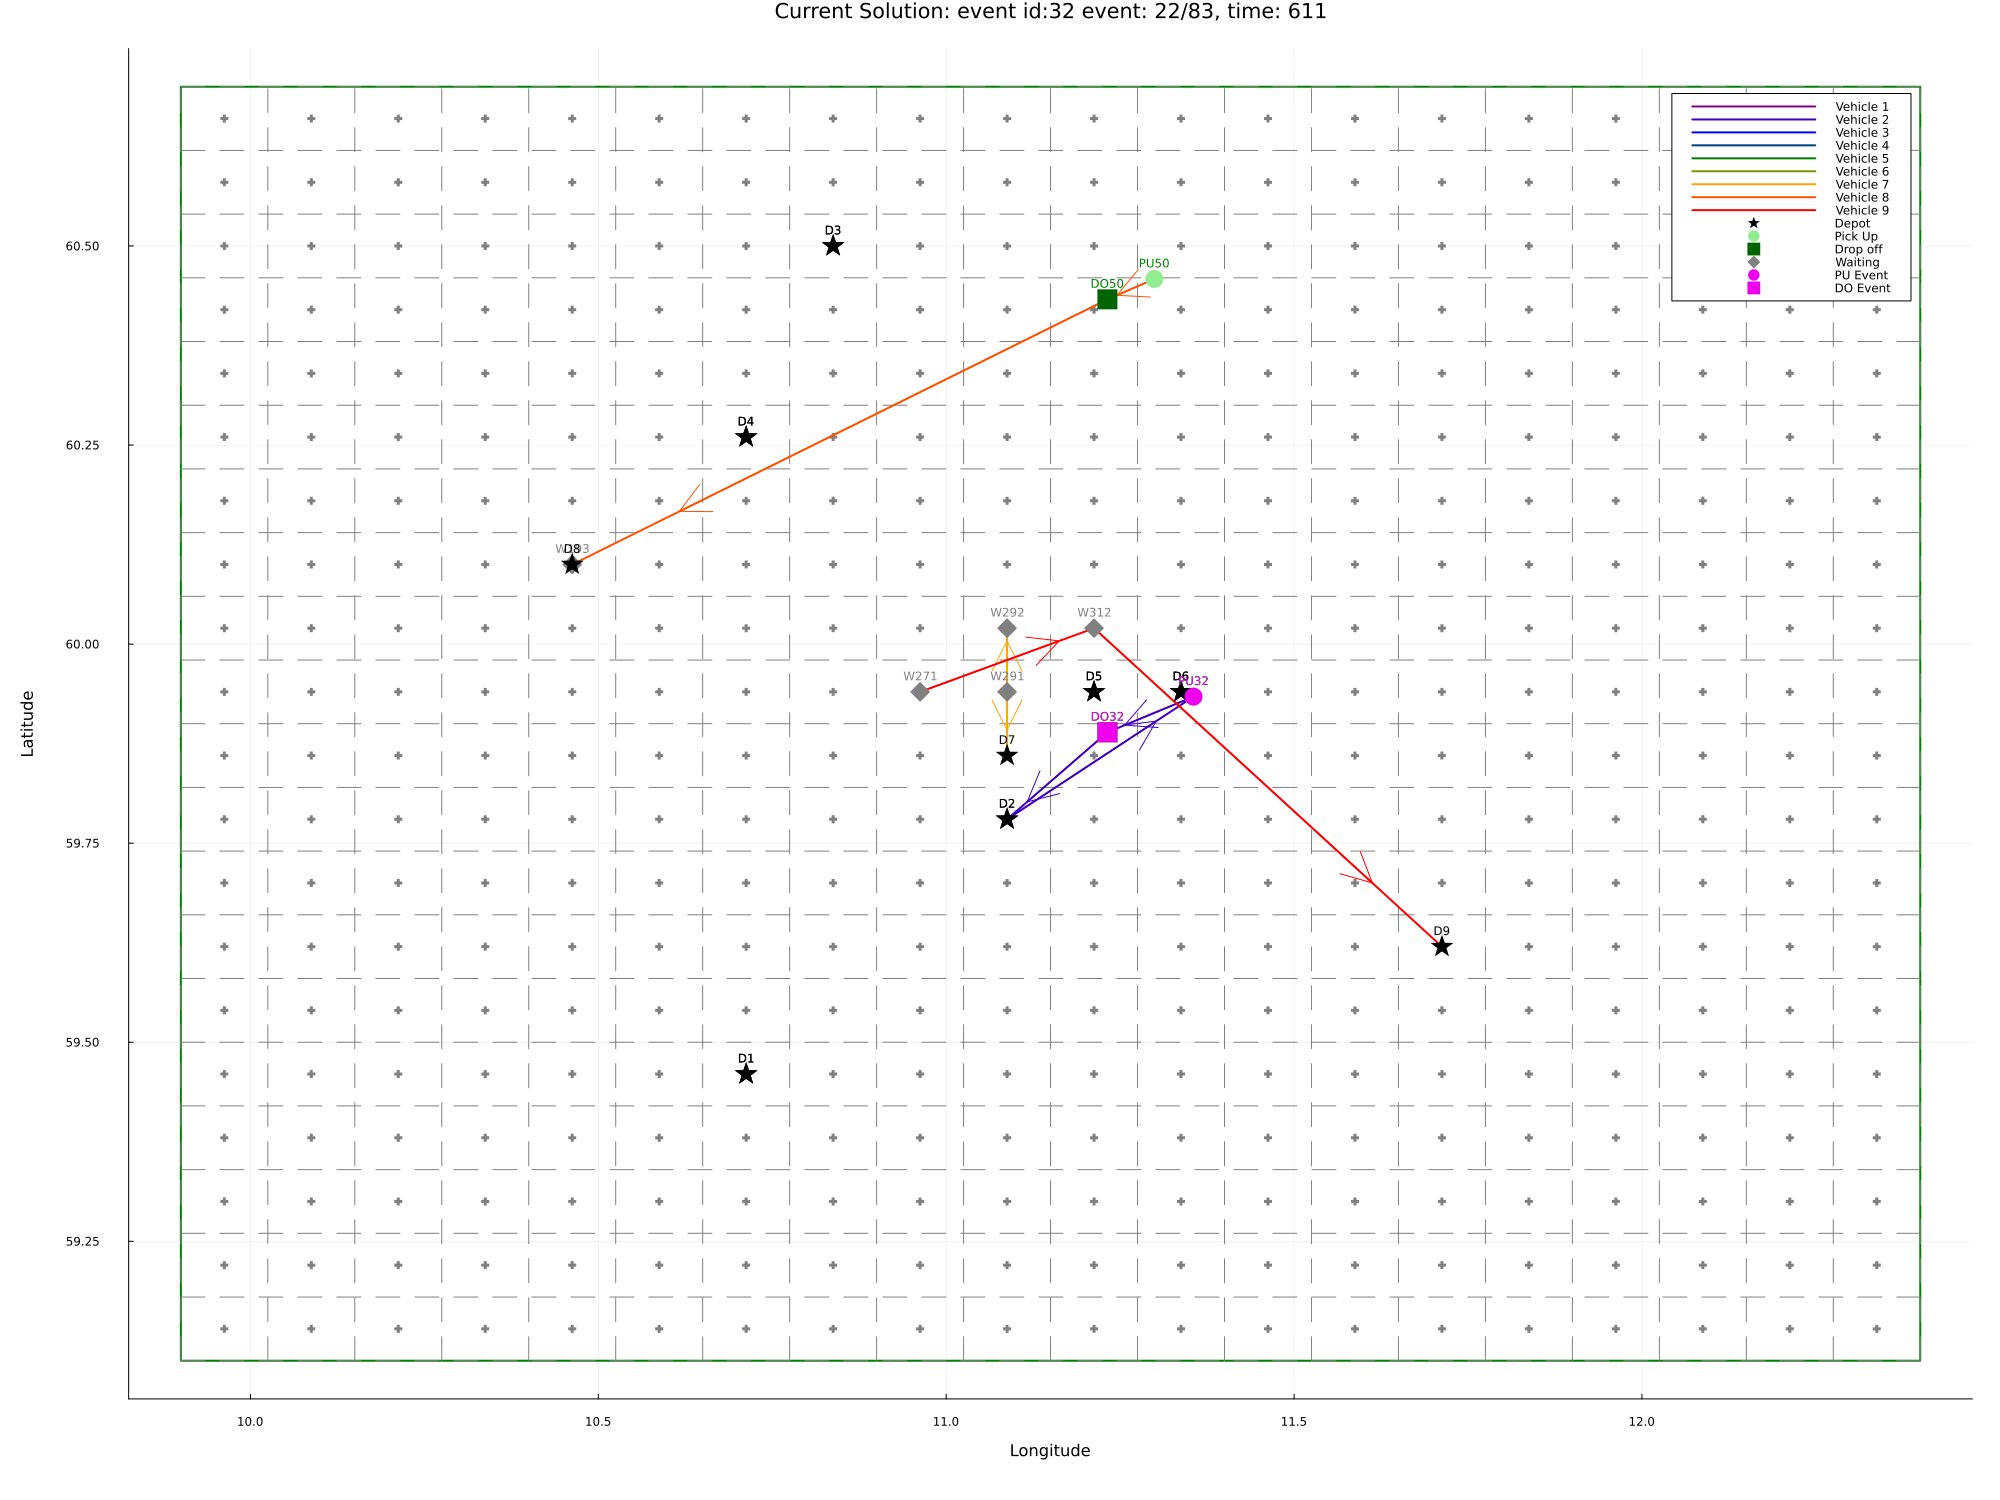 Current Solution: event id:32 event: 22/83, time: 611
Vehicle 1
Vehicle 2
Vehicle 3
Vehicle 4
Vehicle 5
Vehicle 6
Vehicle 7
Vehicle 8
Vehicle 9
Depot
Pick Up
Drop off
Waiting
PU Event
DO Event
D3
PU50
DO50
D4
D8
W292
W312
W271
W291
D5
D6
PU32
DO32
D7
D2
D9
D1
60.50
60.25
60.00
59.75
59.50
59.25
Latitude
10.0
10.5
11.0
11.5
12.0
Longitude